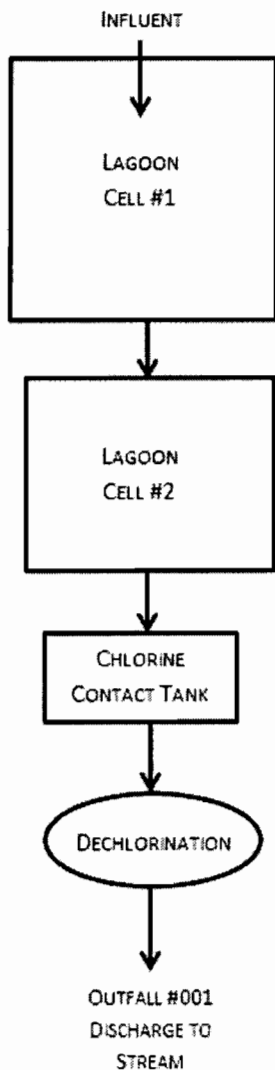 INFLUENT
LAGOON
CELL #1
LAGOON
CELL #2
CHLORINE
CONTACT TANK
DECHLORINATION
OUTFALL #001
DISCHARGE TO
STREAM